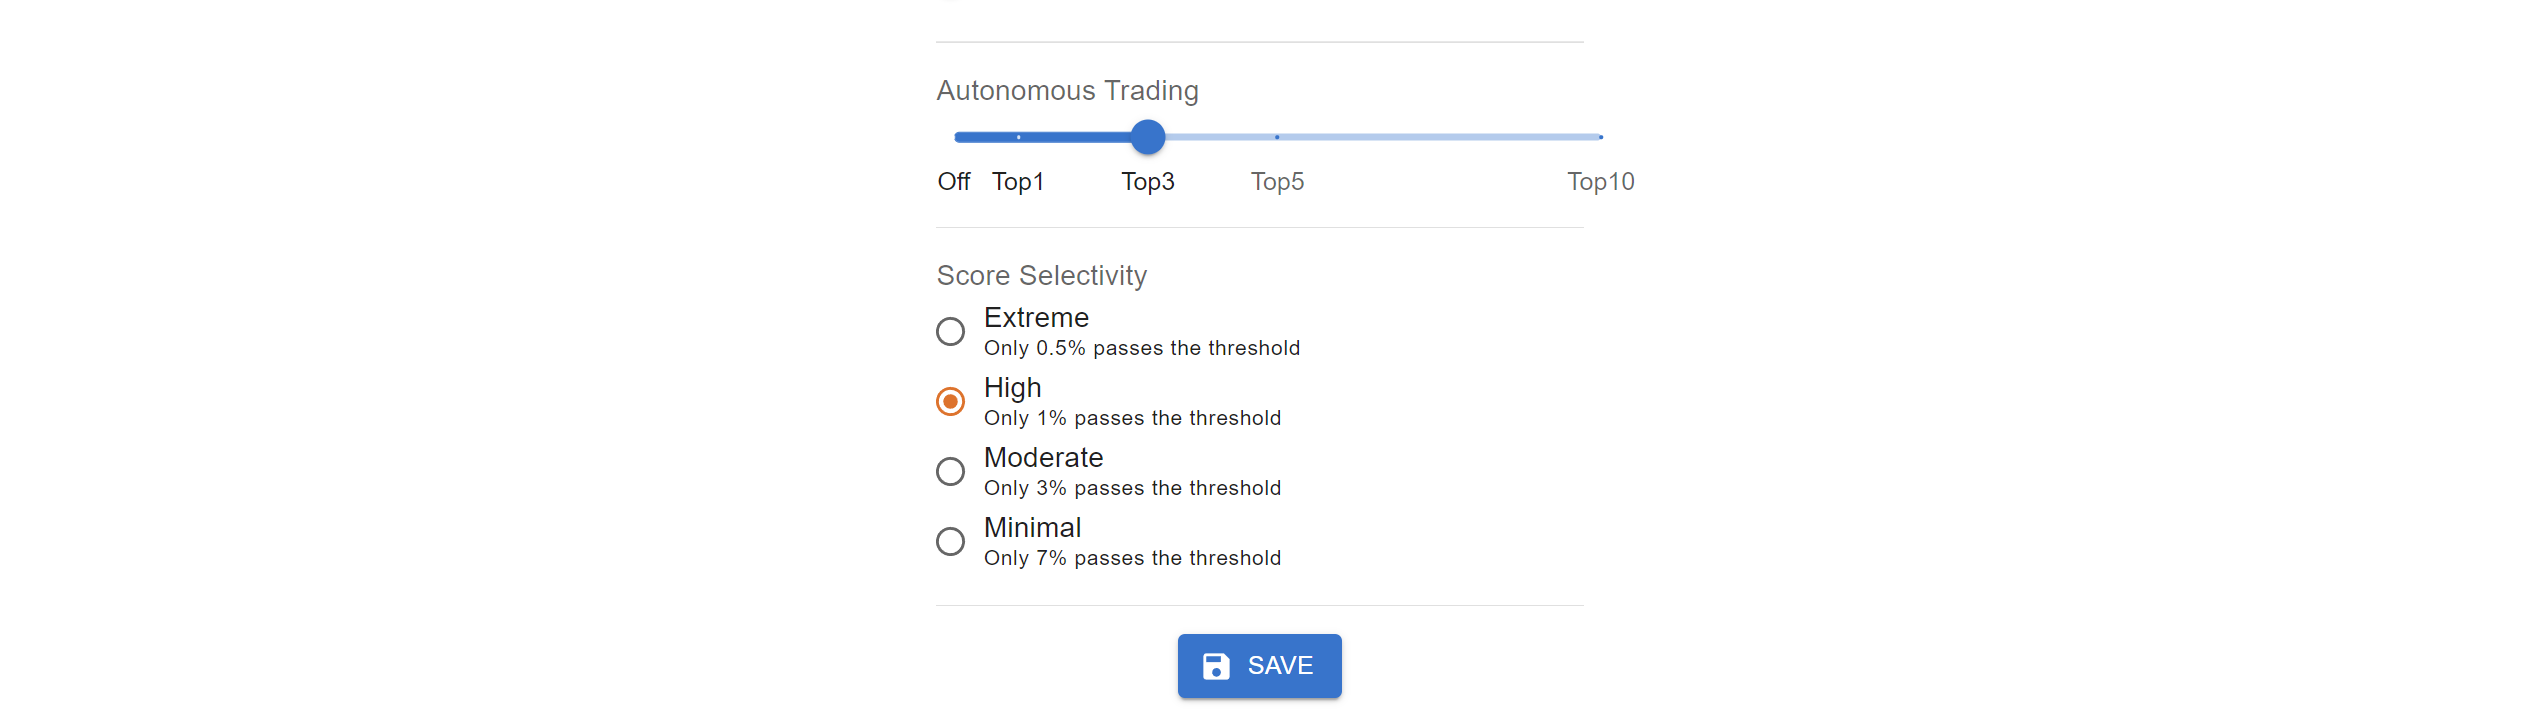 Autonomous Trading
Off Top1 Top3 Top5 Top10
Score Selectivity
Extreme
Only 0.5% passes the threshold
High
Only 1% passes the threshold
Moderate
Only 3% passes the threshold
Minimal
Only 7% passes the threshold
SAVE